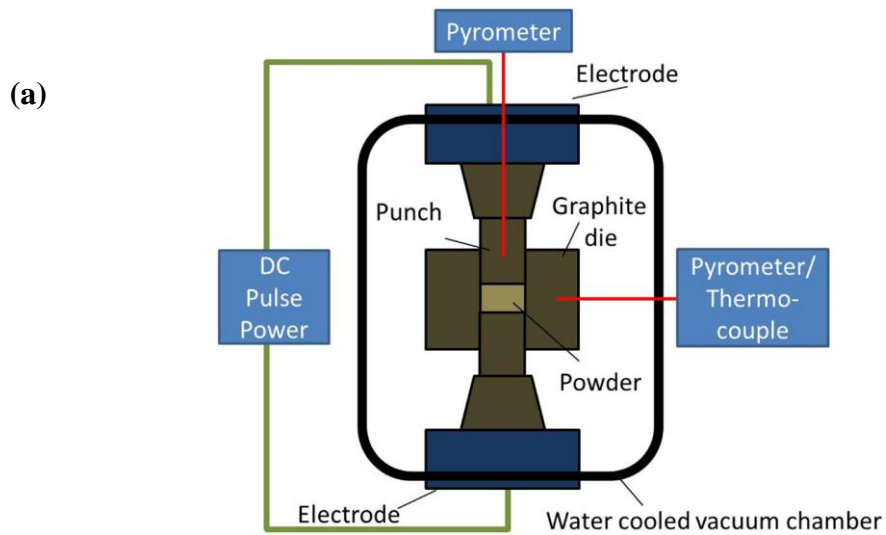 Pyrometer
(a)
Electrode
Punch
Graphite
die
DC
Pulse
Power
Pyrometer/
Thermo-
couple
Powder
Electrode
Water cooled vacuum chamber